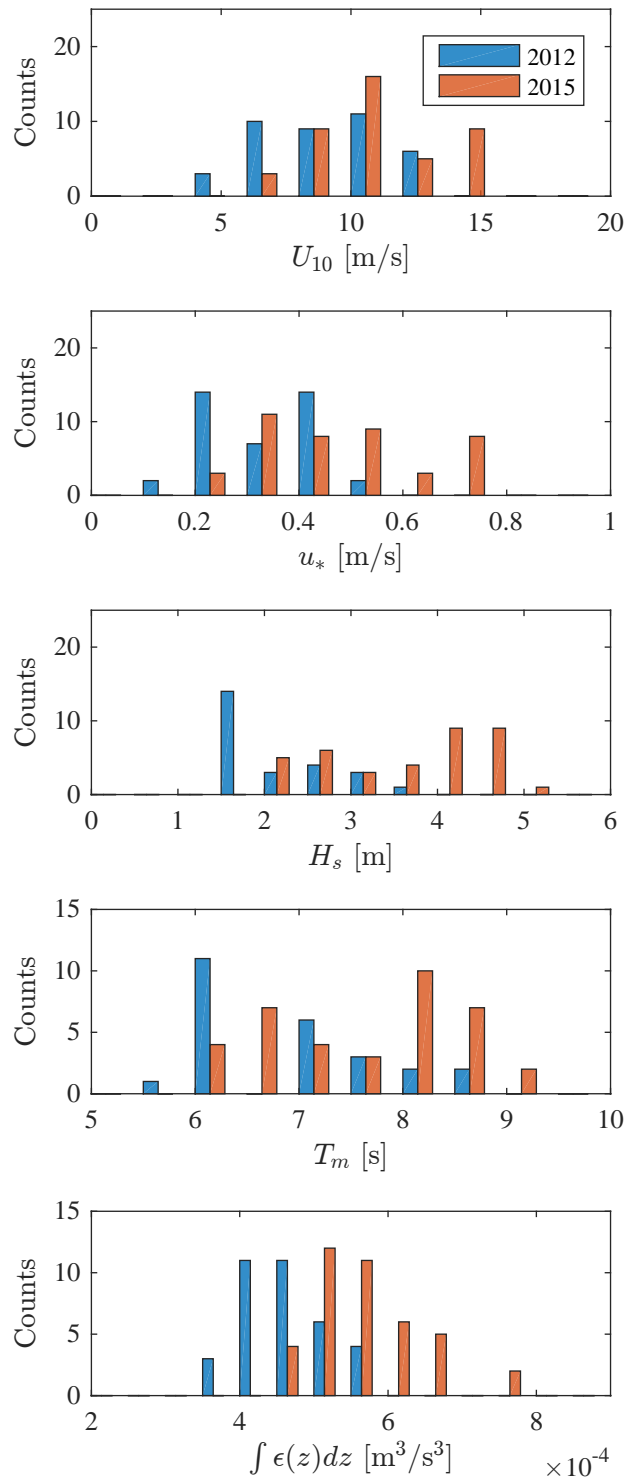 20
10
0
Counts
2012
2015
0 5 10 15 20
U₁₀ [m/s]
20
10
0
Counts
0 0.2 0.4 0.6 0.8 1
u* [m/s]
20
10
0
Counts
0 1 2 3 4 5 6
Hₛ [m]
15
10
5
0
Counts
5 6 7 8 9 10
Tₘ [s]
15
10
5
0
Counts
2 4 6 8
∫ ϵ(z)dz [m³/s³]
×10⁻⁴